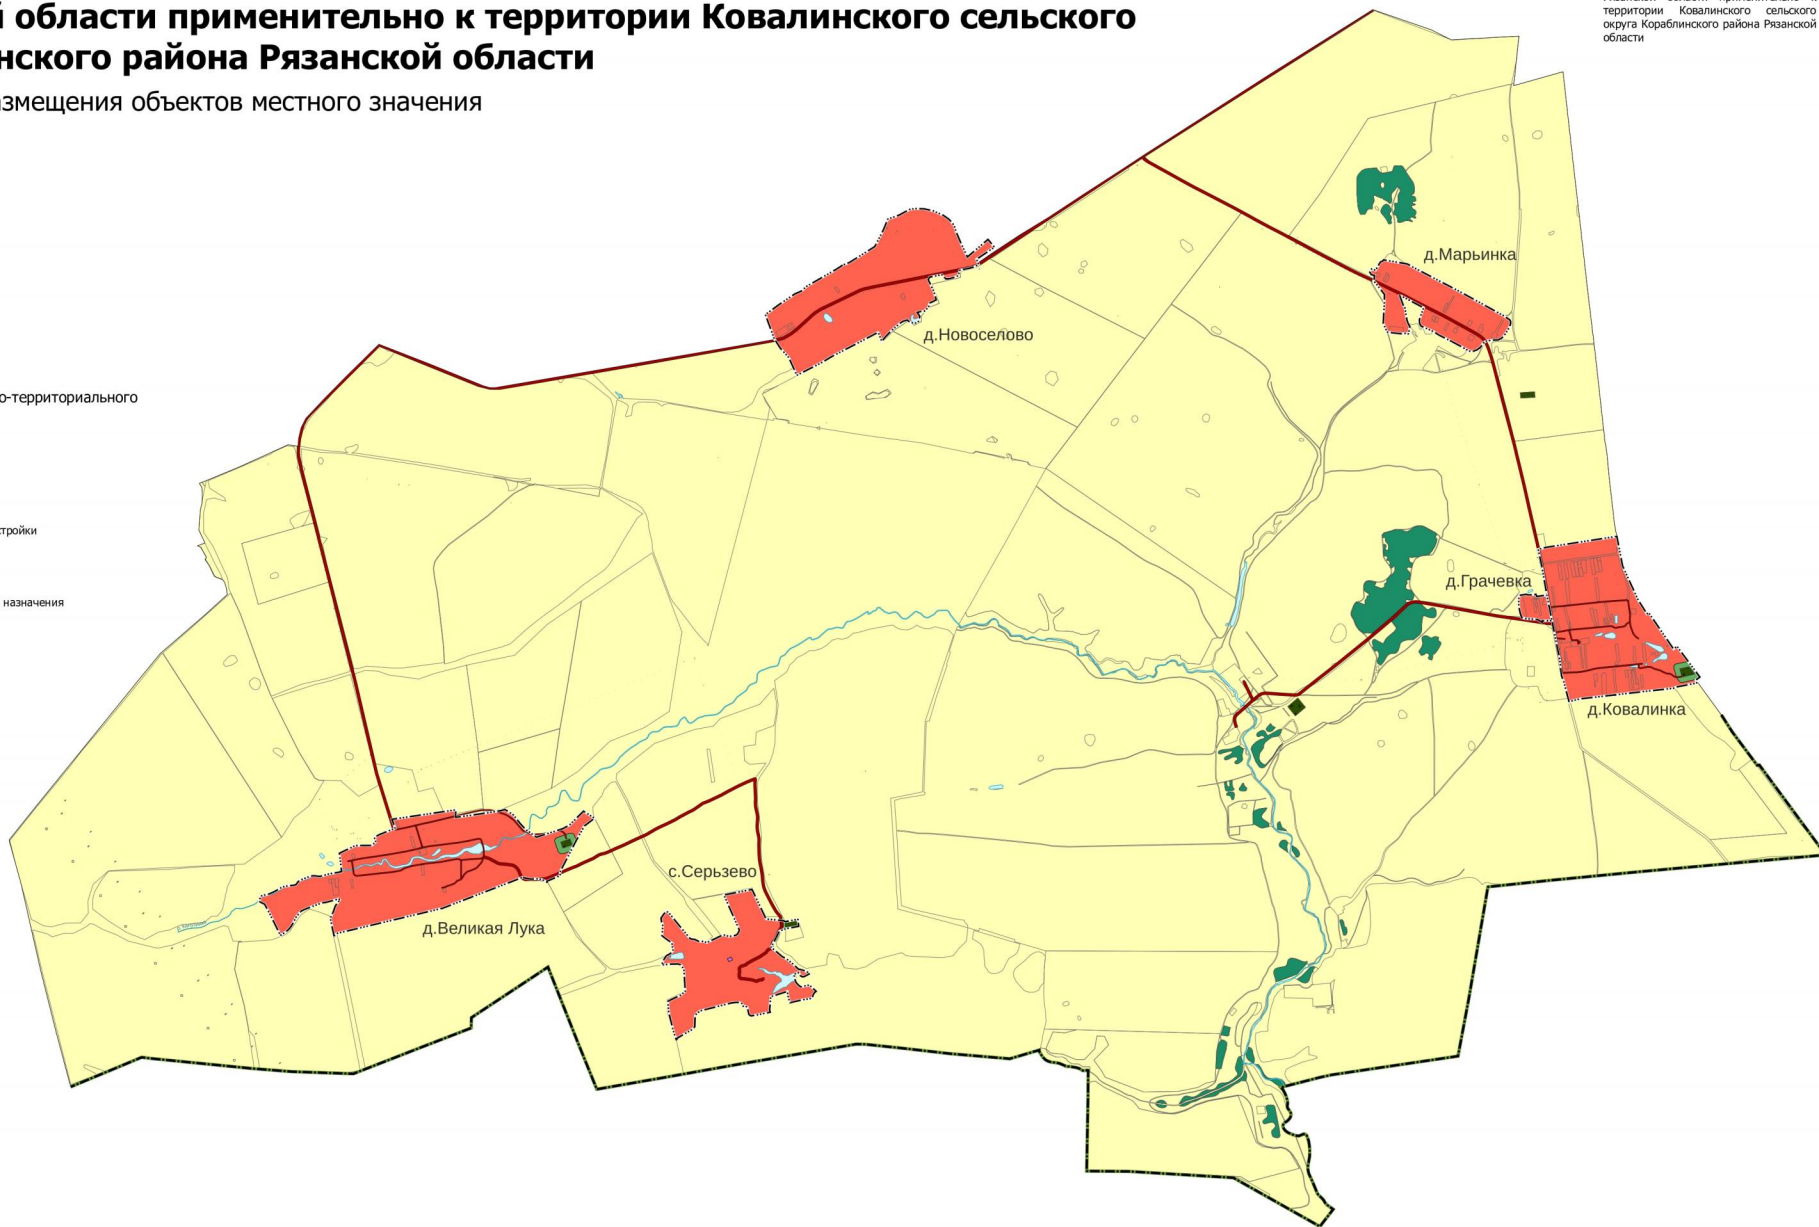 й области применительно к территории Ковалинского сельского
нского района Рязанской области
азмещения объектов местного значения
территории Ковалинского сельского
округа Кораблинского района Рязанской
области
д.Марьинка
д.Новоселово
о-территориального
стройки
д.Грачевка
назначения
д.Ковалинка
с.Серьзево
д.Великая Лука